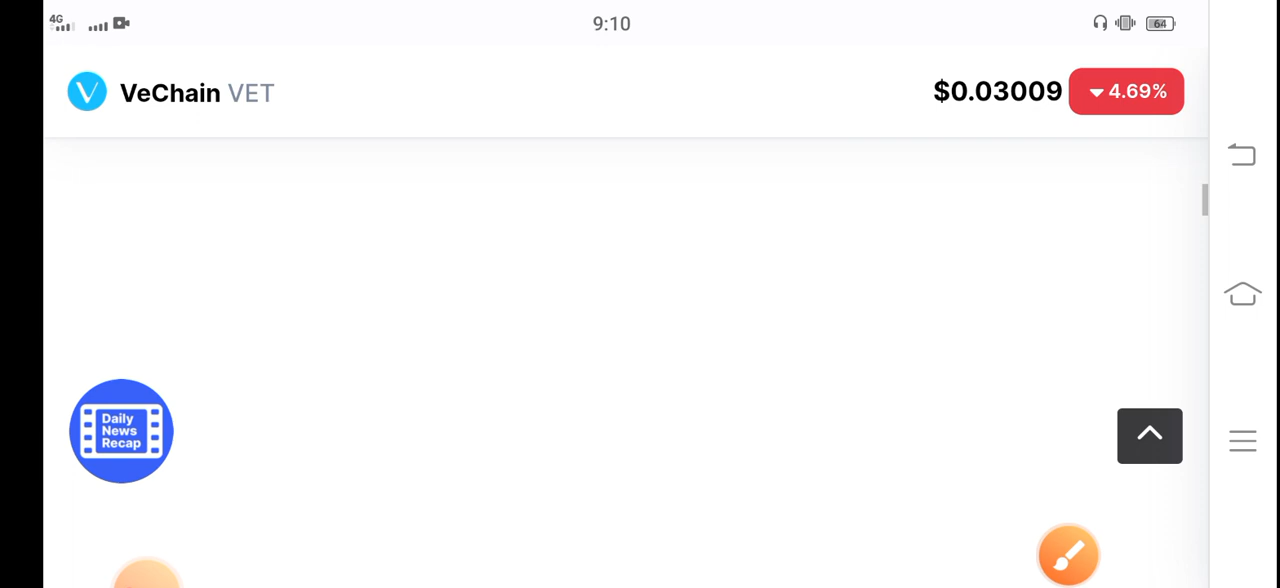 4G
9:10
64
VeChain VET
$0.03009
4.69%
Daily
News
Recap